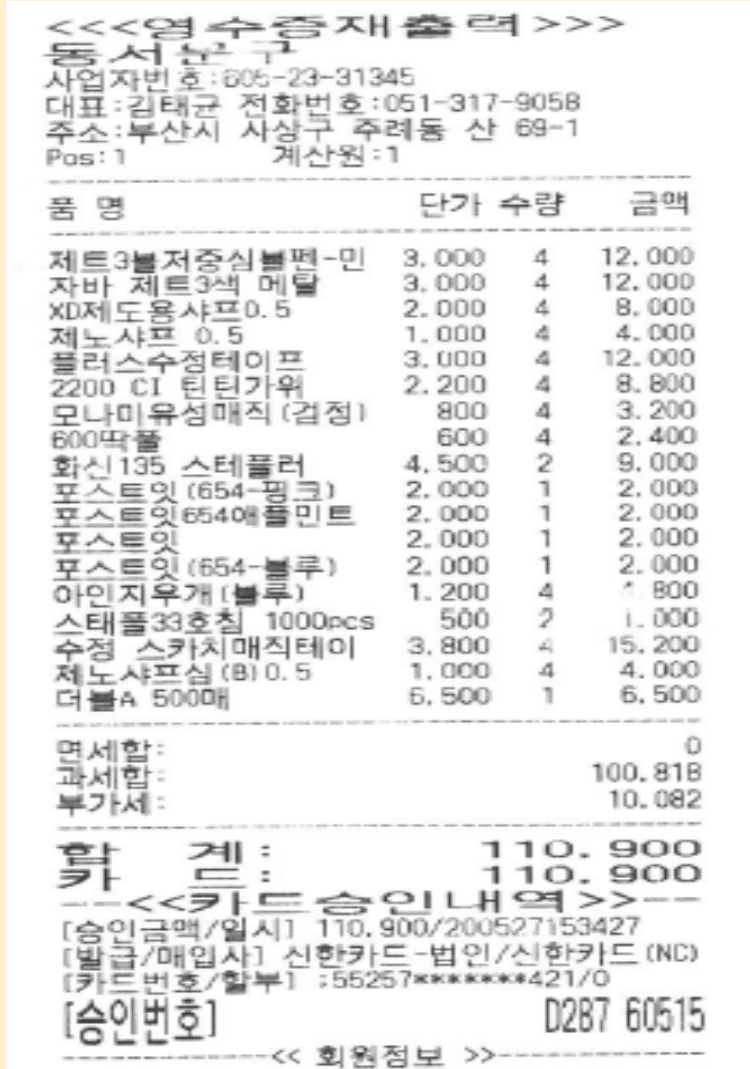 <<<영수증재출력>>>
동서문구
사업자번호:605-23-31345
대표:김태균 전화번호:051-317-9058
주소:부산시 사상구 주례동 산 69-1
Pos:1 계산원:1
품 명 단가 수량 금액
제트3볼저중심볼펜-민 3.000 4 12.000
자바 제트3색 메탈 3.000 4 12.000
XD제도용샤프0.5 2.000 4 8.000
제노샤프 0.5 1.000 4 4.000
플러스수정테이프 3.000 4 12.000
2200 CI 틴틴가위 2.200 4 8.800
모나미유성매직(검정) 800 4 3.200
600딱풀 600 4 2.400
화신135 스테플러 4.500 2 9.000
포스트잇(654-핑크) 2.000 1 2.000
포스트잇654애플민트 2.000 1 2.000
포스트잇 2.000 1 2.000
포스트잇(654-블루) 2.000 1 2.000
아인지우개(블루) 1.200 4 4.800
스태플33호침 1000pcs 500 2 1.000
수정 스카치매직테이 3.800 4 15.200
제노샤프심(B)0.5 1.000 4 4.000
더블A 500매 6.500 1 6.500
면세합: 0
과세합: 100.818
부가세: 10.082
합 계: 110.900
카 드: 110.900
--<<카드승인내역>>--
[승인금액/일시] 110.900/200527153427
[발급/매입사] 신한카드-법인/신한카드(NC)
[카드번호/할부] :55257*******421/0
[승인번호] D287 60515
------------<< 회원정보 >>------------